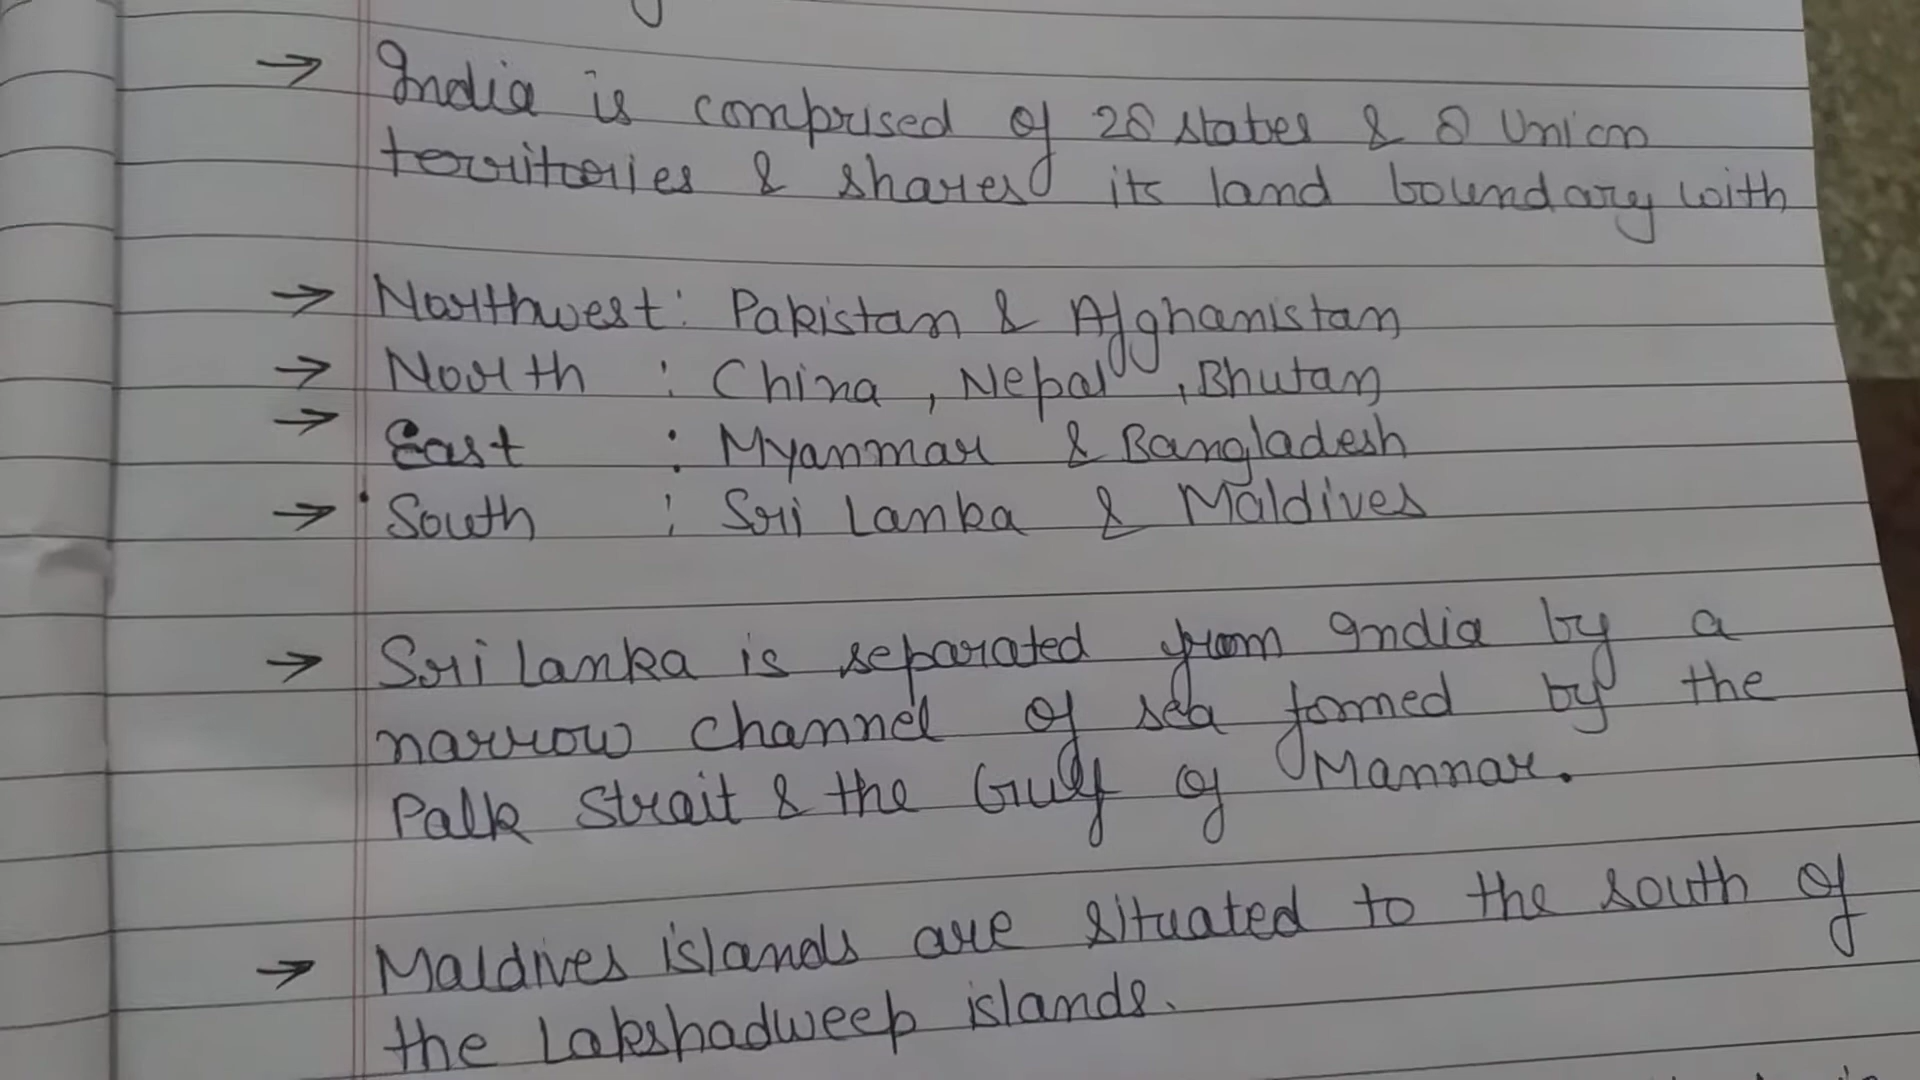 → India is comprised of 28 states & 8 Union
territories & shares its land boundary with
→ Northwest: Pakistan & Afghanistan
→ North : China, Nepal, Bhutan
→ East : Myanmar & Bangladesh
→ South : Sri Lanka & Maldives
→ Sri Lanka is separated from India by a
narrow channel of sea formed by the
Palk Strait & the Gulf of Mannar.
→ Maldives islands are situated to the south of
the Lakshadweep islands.